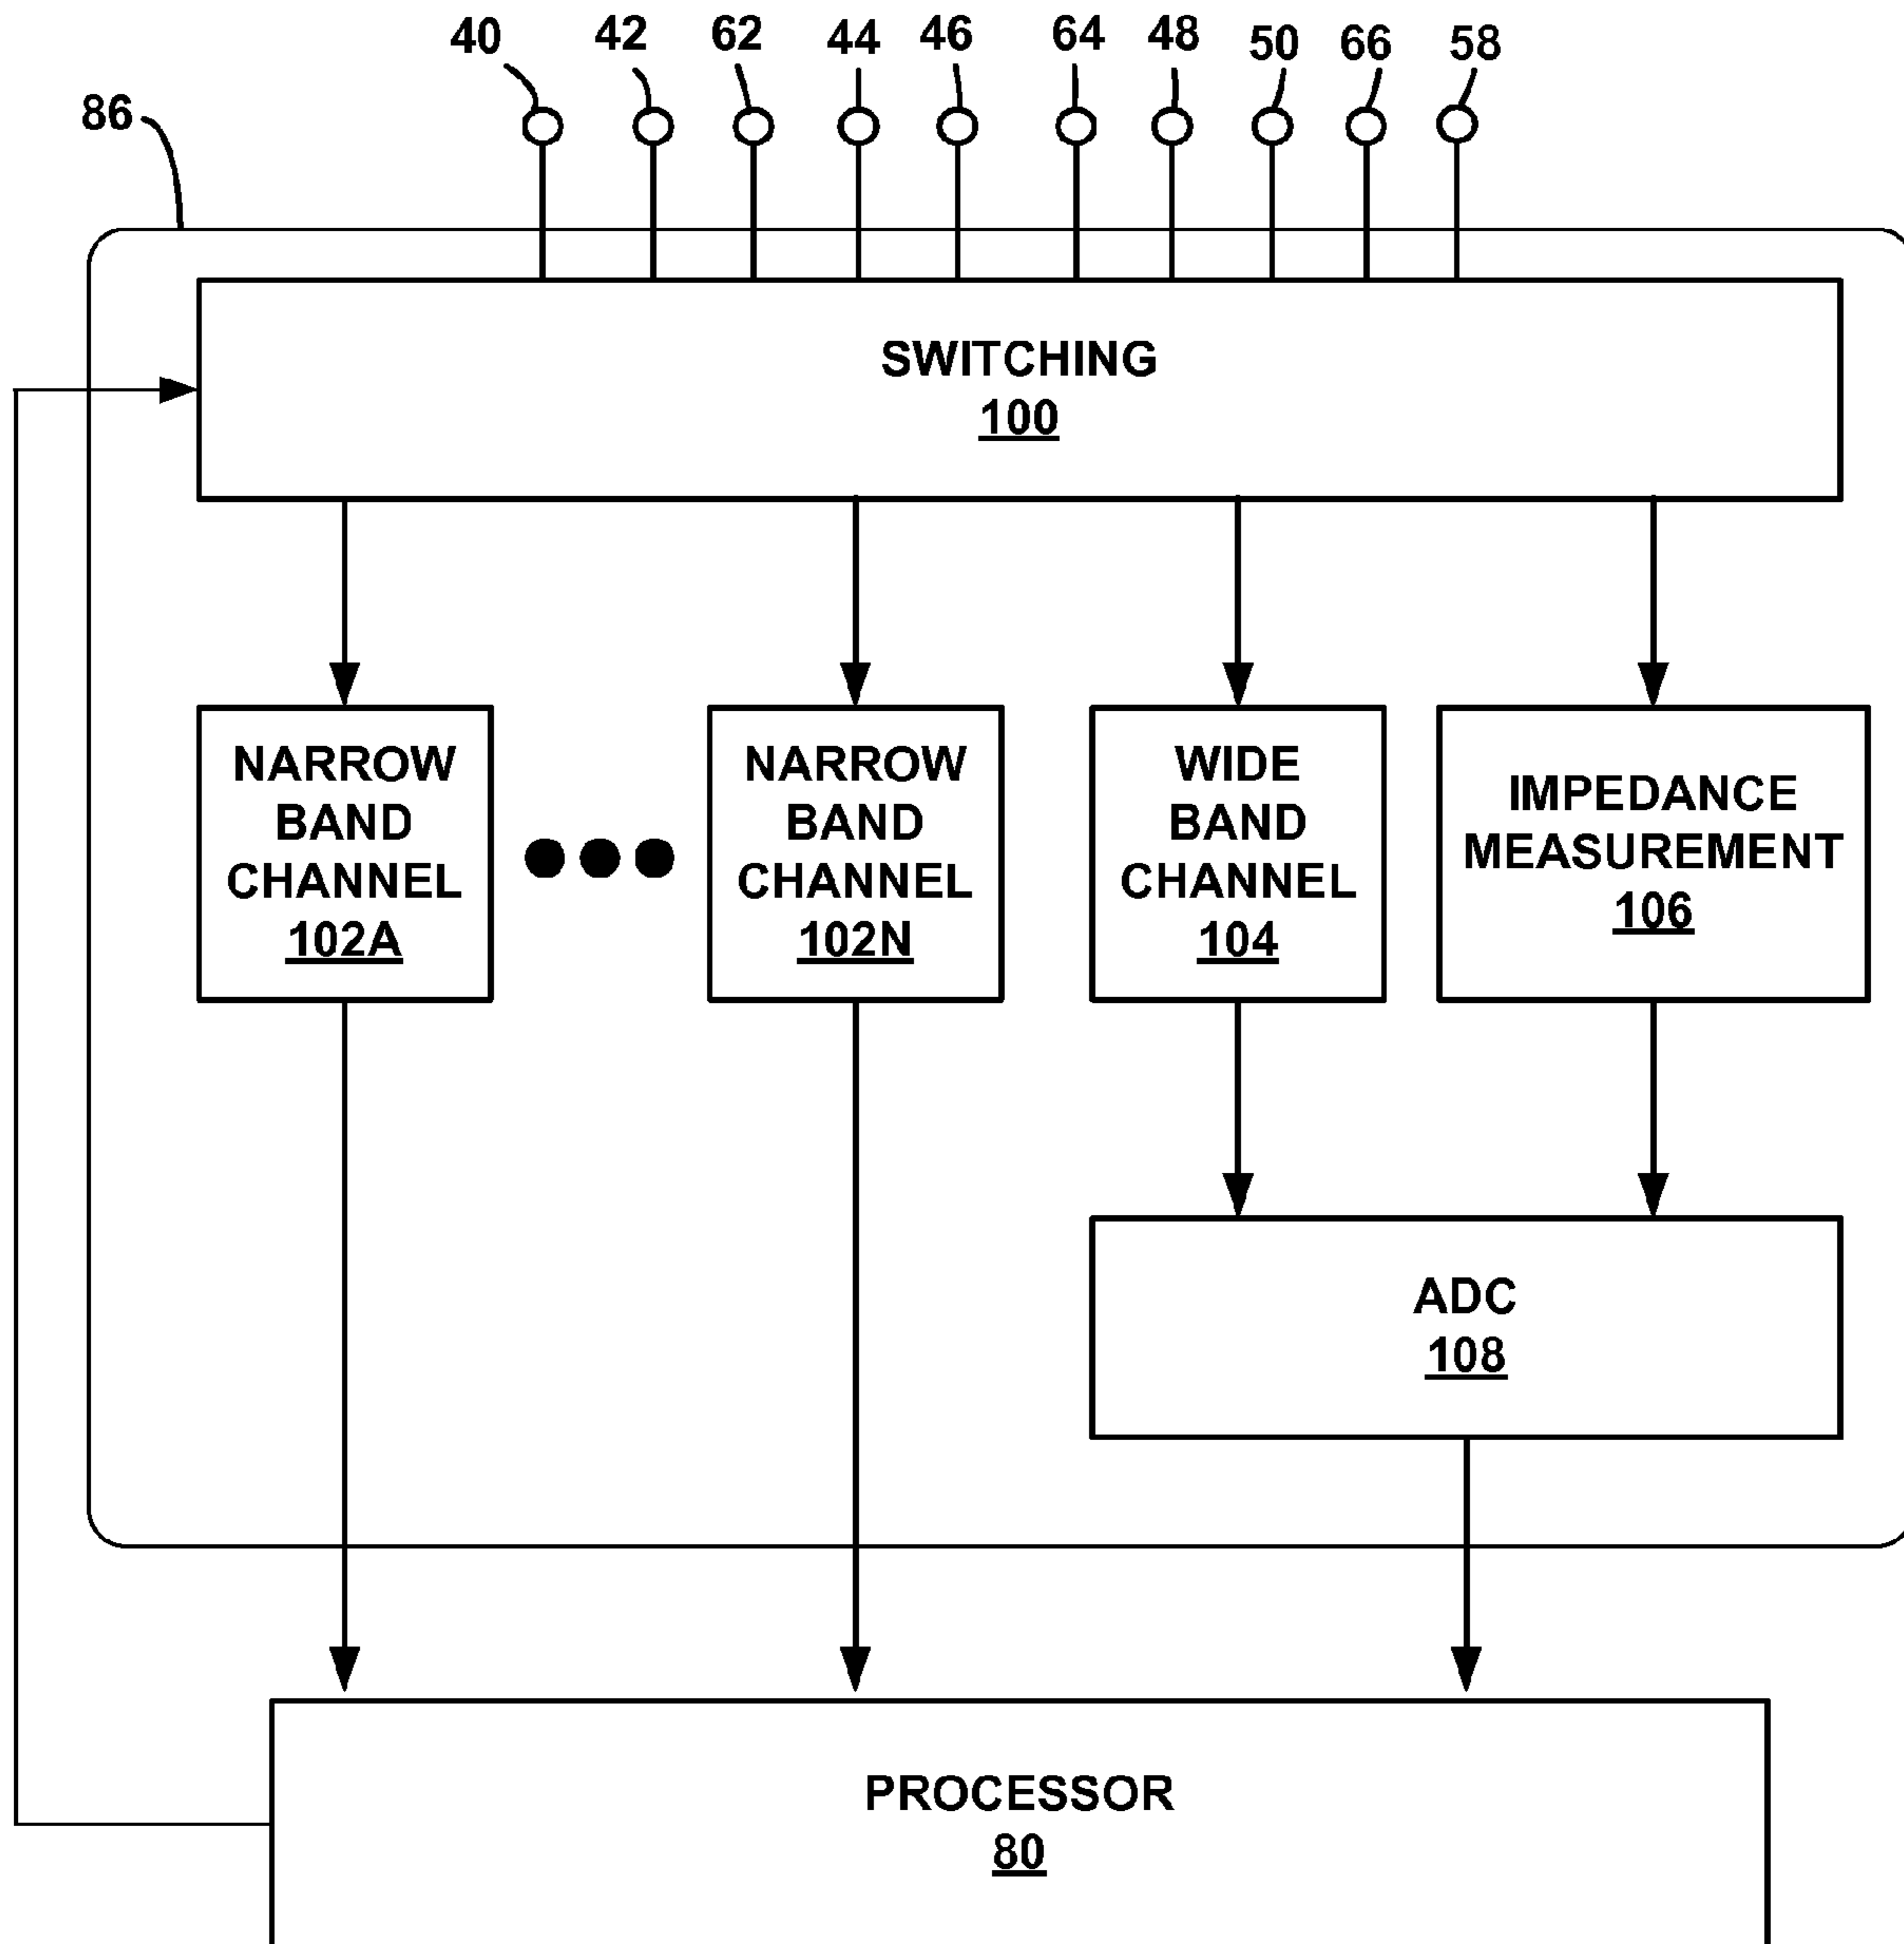 40 42 62 44 46 64 48 50 66 58
86
SWITCHING
100
NARROW
BAND
CHANNEL
102A
NARROW
BAND
CHANNEL
102N
WIDE
BAND
CHANNEL
104
IMPEDANCE
MEASUREMENT
106
ADC
108
PROCESSOR
80